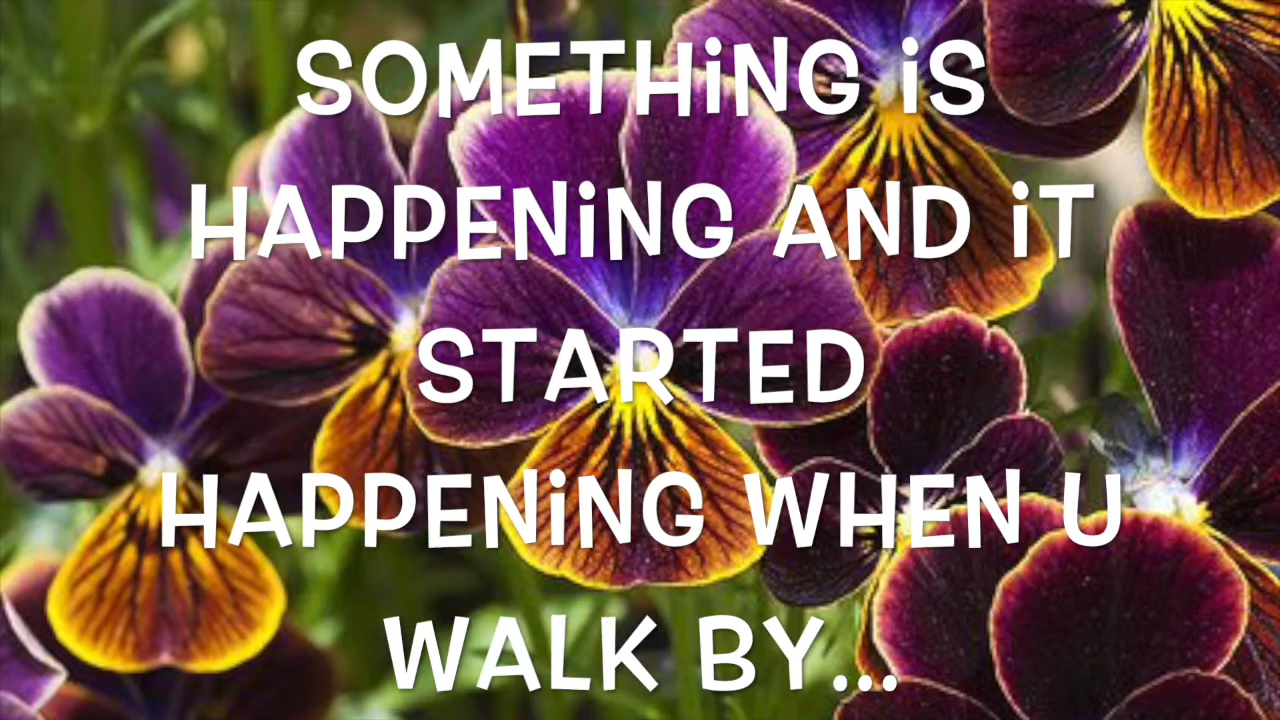 SOMETHiNG iS
HAPPENiNG AND iT
STARTED
HAPPENiNG WHEN U
WALK BY...